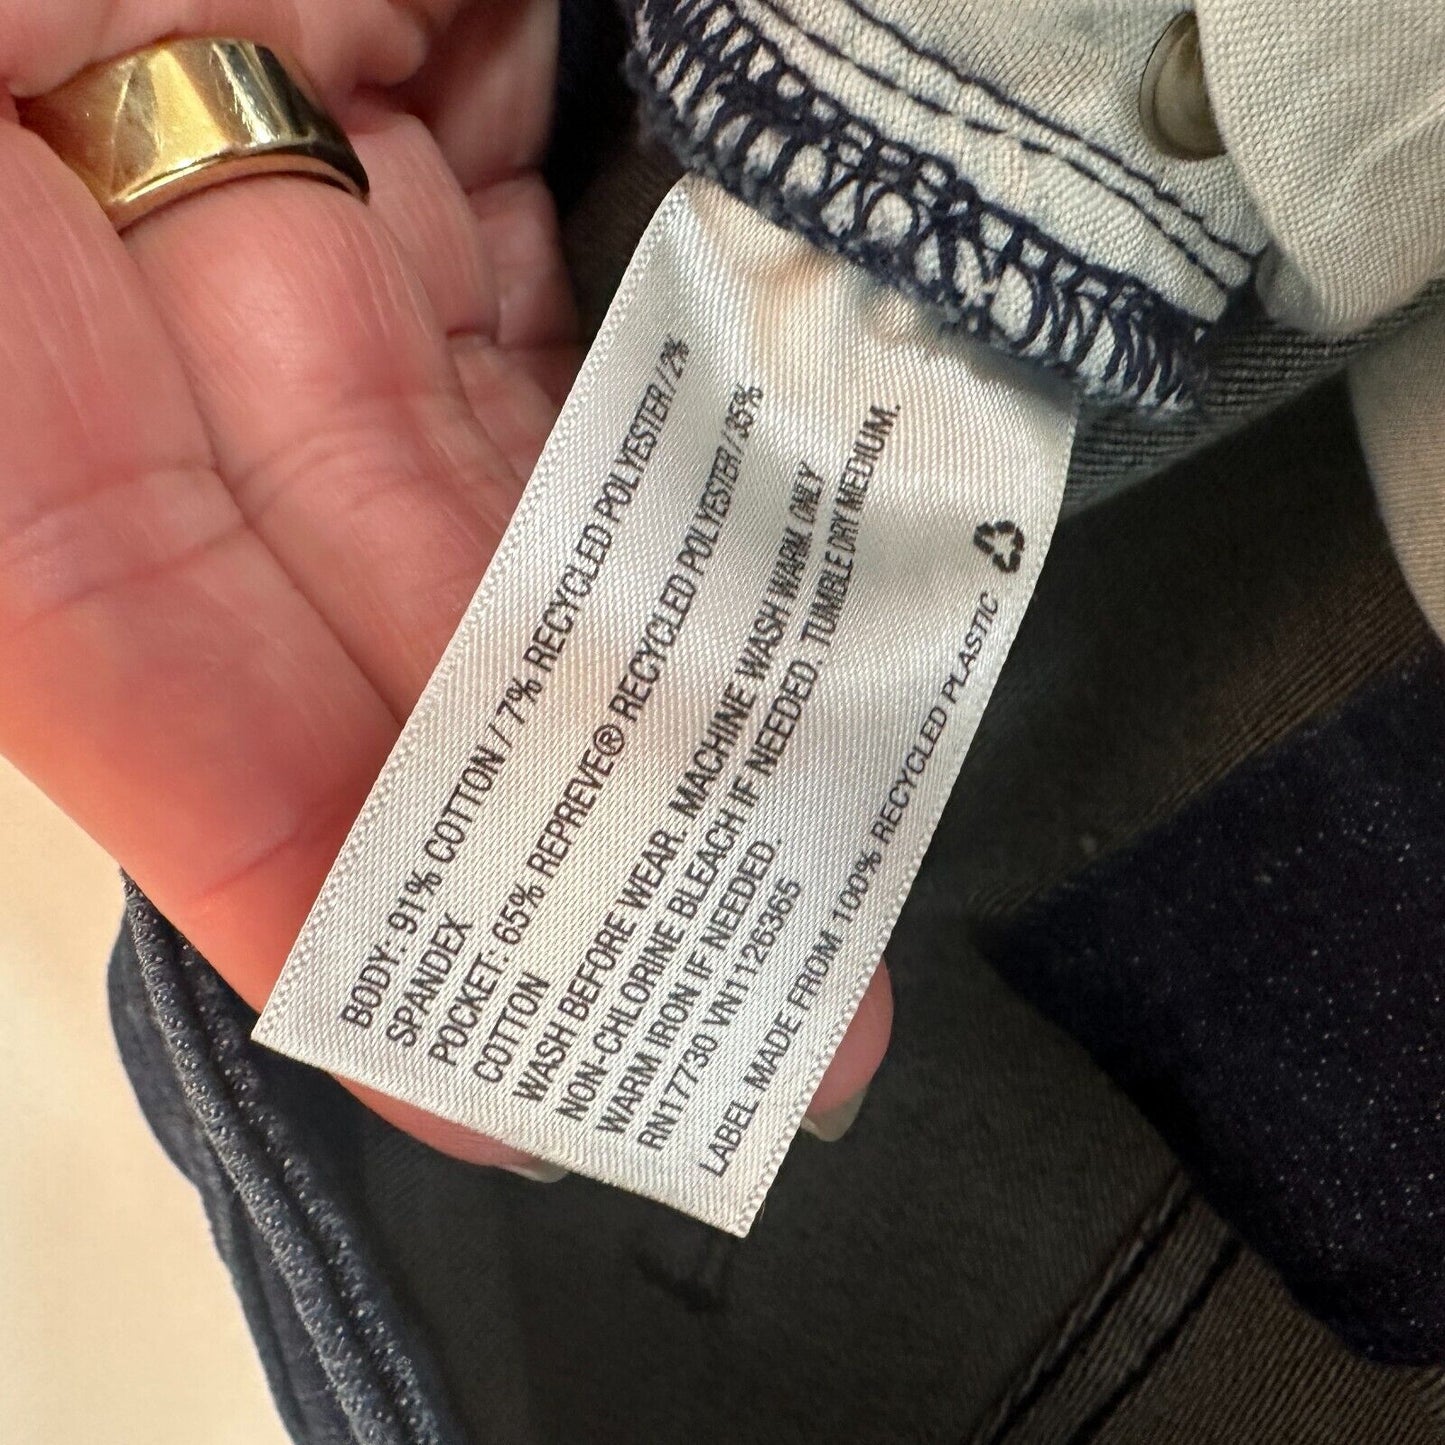 BODY: 91% COTTON / 7% RECYCLED POLYESTER / 2%
SPANDEX
POCKET: 65% REPREVE® RECYCLED POLYESTER / 35%
COTTON
WASH BEFORE WEAR. MACHINE WASH WARM. ONLY
NON-CHLORINE BLEACH IF NEEDED. TUMBLE DRY MEDIUM.
WARM IRON IF NEEDED.
RN17730 VN1126365
LABEL MADE FROM 100% RECYCLED PLASTIC